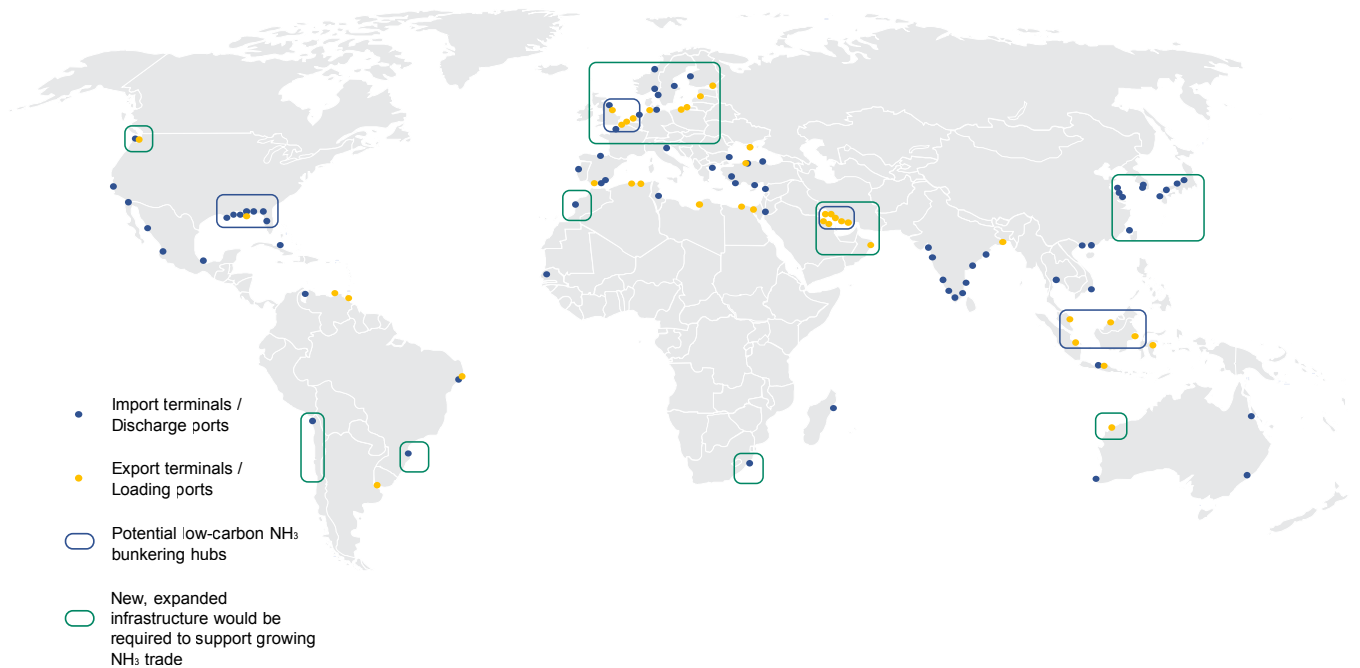 Import terminals /
Discharge ports
Export terminals /
Loading ports
Potential low-carbon NH₃
bunkering hubs
New, expanded
infrastructure would be
required to support growing
NH₃ trade